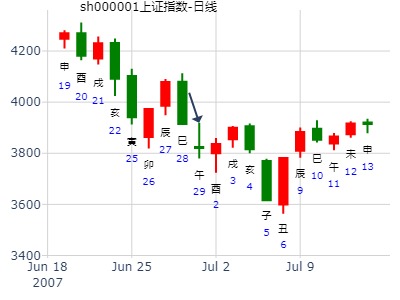 sh000001上证指数-日线
4200
4000
3800
3600
3400
申
19
酉
20
戌
21
亥
22
寅
25
卯
26
辰
27
巳
28
午
29
酉
2
戌
3
亥
4
子
5
丑
6
辰
9
巳
10
午
11
未
12
申
13
Jun 18
2007
Jun 25
Jul 2
Jul 9